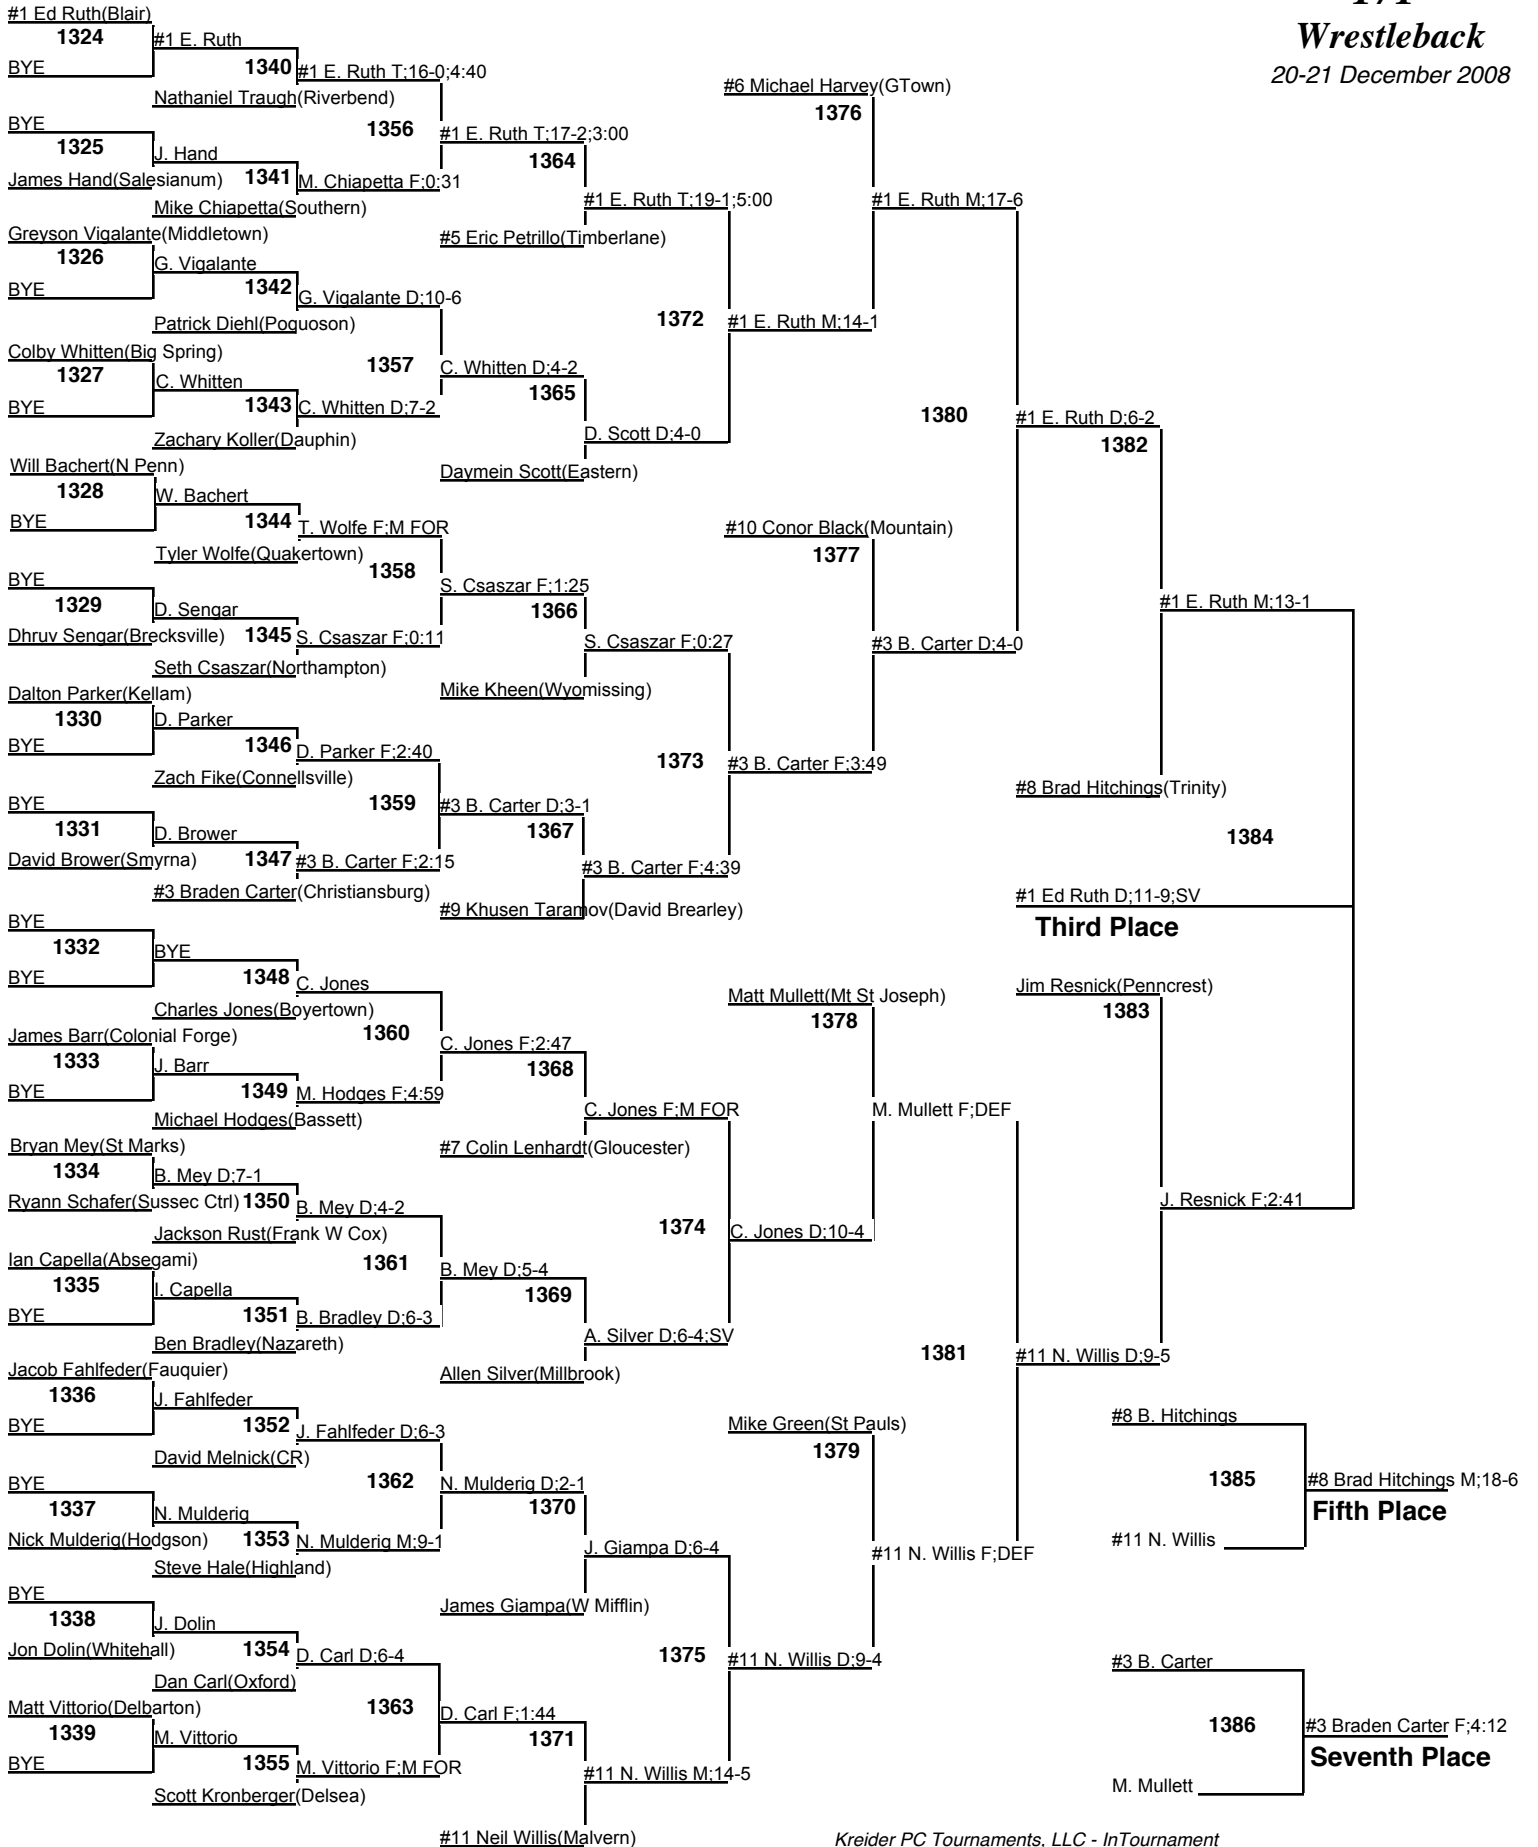 Wrestleback
20-21 December 2008
#1 Ed Ruth(Blair)
1324
BYE
#1 E. Ruth
1340
Nathaniel Traugh(Riverbend)
#1 E. Ruth T;16-0;4:40
BYE
1325
James Hand(Salesianum)
J. Hand
1341
Mike Chiapetta(Southern)
M. Chiapetta F;0:31
1356
#1 E. Ruth T;17-2;3:00
1364
#5 Eric Petrillo(Timberlane)
#1 E. Ruth T;19-1;5:00
Greyson Vigalante(Middletown)
1326
BYE
G. Vigalante
1342
Patrick Diehl(Poquoson)
G. Vigalante D;10-6
Colby Whitten(Big Spring)
1327
BYE
C. Whitten
1343
Zachary Koller(Dauphin)
C. Whitten D;7-2
1357
C. Whitten D;4-2
1365
Daymein Scott(Eastern)
D. Scott D;4-0
1372
#1 E. Ruth M;14-1
#6 Michael Harvey(GTown)
1376
#1 E. Ruth M;17-6
Will Bachert(N Penn)
1328
BYE
W. Bachert
1344
Tyler Wolfe(Quakertown)
T. Wolfe F;M FOR
BYE
1329
Dhruv Sengar(Brecksville)
D. Sengar
1345
Seth Csaszar(Northampton)
S. Csaszar F;0:11
1358
S. Csaszar F;1:25
1366
Mike Kheen(Wyomissing)
S. Csaszar F;0:27
Dalton Parker(Kellam)
1330
BYE
D. Parker
1346
Zach Fike(Connellsville)
D. Parker F;2:40
BYE
1331
David Brower(Smyrna)
D. Brower
1347
#3 Braden Carter(Christiansburg)
#3 B. Carter F;2:15
1359
#3 B. Carter D;3-1
1367
#9 Khusen Taramov(David Brearley)
#3 B. Carter F;4:39
1373
#3 B. Carter F;3:49
#10 Conor Black(Mountain)
1377
#3 B. Carter D;4-0
1380
#1 E. Ruth D;6-2
1382
#8 Brad Hitchings(Trinity)
#1 E. Ruth M;13-1
1384
#1 Ed Ruth D;11-9;SV
Third Place
BYE
1332
BYE
BYE
1348
Charles Jones(Boyertown)
C. Jones
James Barr(Colonial Forge)
1333
BYE
J. Barr
1349
Michael Hodges(Bassett)
M. Hodges F;4:59
1360
C. Jones F;2:47
1368
#7 Colin Lenhardt(Gloucester)
C. Jones F;M FOR
Bryan Mey(St Marks)
1334
Ryann Schafer(Sussec Ctrl)
B. Mey D;7-1
1350
Jackson Rust(Frank W Cox)
B. Mey D;4-2
Ian Capella(Absegami)
1335
BYE
I. Capella
1351
Ben Bradley(Nazareth)
B. Bradley D;6-3
1361
B. Mey D;5-4
1369
Allen Silver(Millbrook)
A. Silver D;6-4;SV
1374
C. Jones D;10-4
Matt Mullett(Mt St Joseph)
1378
M. Mullett F;DEF
Jacob Fahlfeder(Fauquier)
1336
BYE
J. Fahlfeder
1352
David Melnick(CR)
J. Fahlfeder D;6-3
BYE
1337
Nick Mulderig(Hodgson)
N. Mulderig
1353
Steve Hale(Highland)
N. Mulderig M;9-1
1362
N. Mulderig D;2-1
1370
James Giampa(W Mifflin)
J. Giampa D;6-4
BYE
1338
Jon Dolin(Whitehall)
J. Dolin
1354
Dan Carl(Oxford)
D. Carl D;6-4
Matt Vittorio(Delbarton)
1339
BYE
M. Vittorio
1355
Scott Kronberger(Delsea)
M. Vittorio F;M FOR
1363
D. Carl F;1:44
1371
#11 Neil Willis(Malvern)
#11 N. Willis M;14-5
1375
#11 N. Willis D;9-4
Mike Green(St Pauls)
1379
#11 N. Willis F;DEF
1381
#11 N. Willis D;9-5
Jim Resnick(Penncrest)
1383
J. Resnick F;2:41
#8 B. Hitchings
1385
#11 N. Willis
#8 Brad Hitchings M;18-6
Fifth Place
#3 B. Carter
1386
M. Mullett
#3 Braden Carter F;4:12
Seventh Place
Kreider PC Tournaments, LLC - InTournament